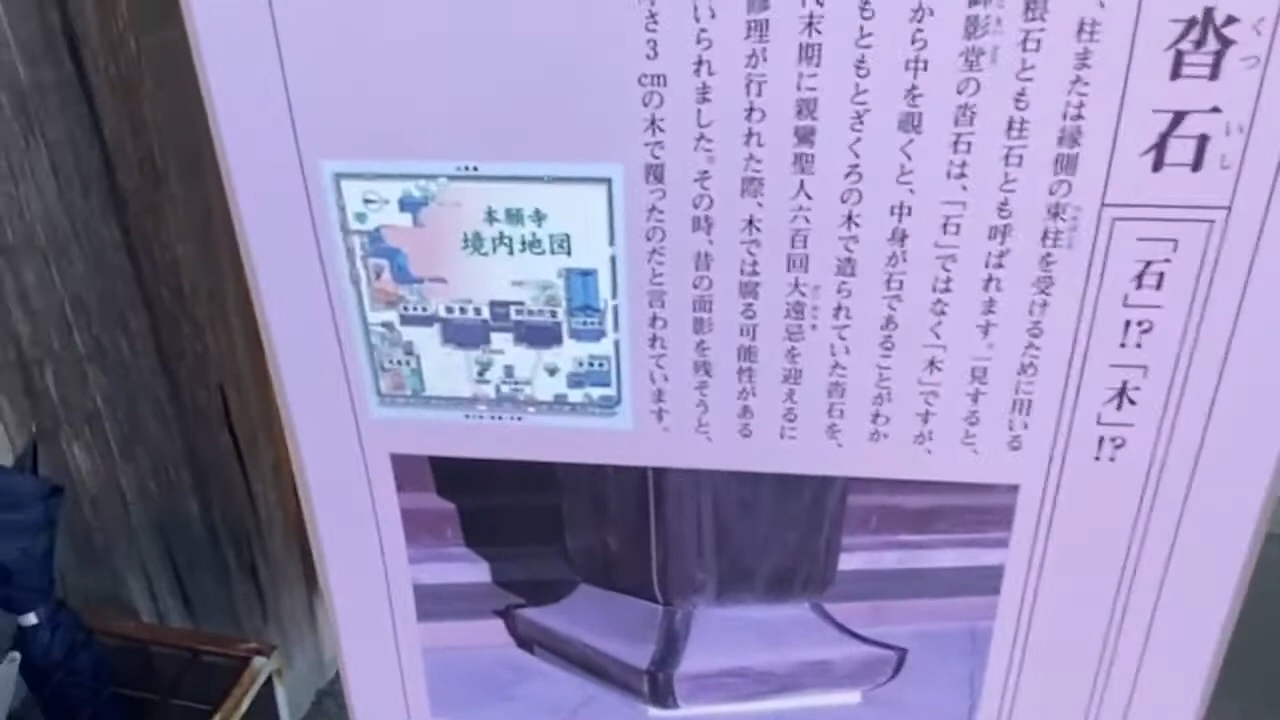 沓石
くついし
「石」!?「木」!?
、柱または縁側の束柱を受けるために用いる
根石とも柱石とも呼ばれます。一見すると、
御影堂の沓石は、「石」ではなく「木」ですが、
から中を覗くと、中身が石であることがわか
もともとざくろの木で造られていた沓石を、
代末期に親鸞聖人六百回大遠忌を迎えるに
修理が行われた際、木では腐る可能性がある
いられました。その時、昔の面影を残そうと、
さ3cmの木で覆ったのだと言われています。
本願寺
境内地図